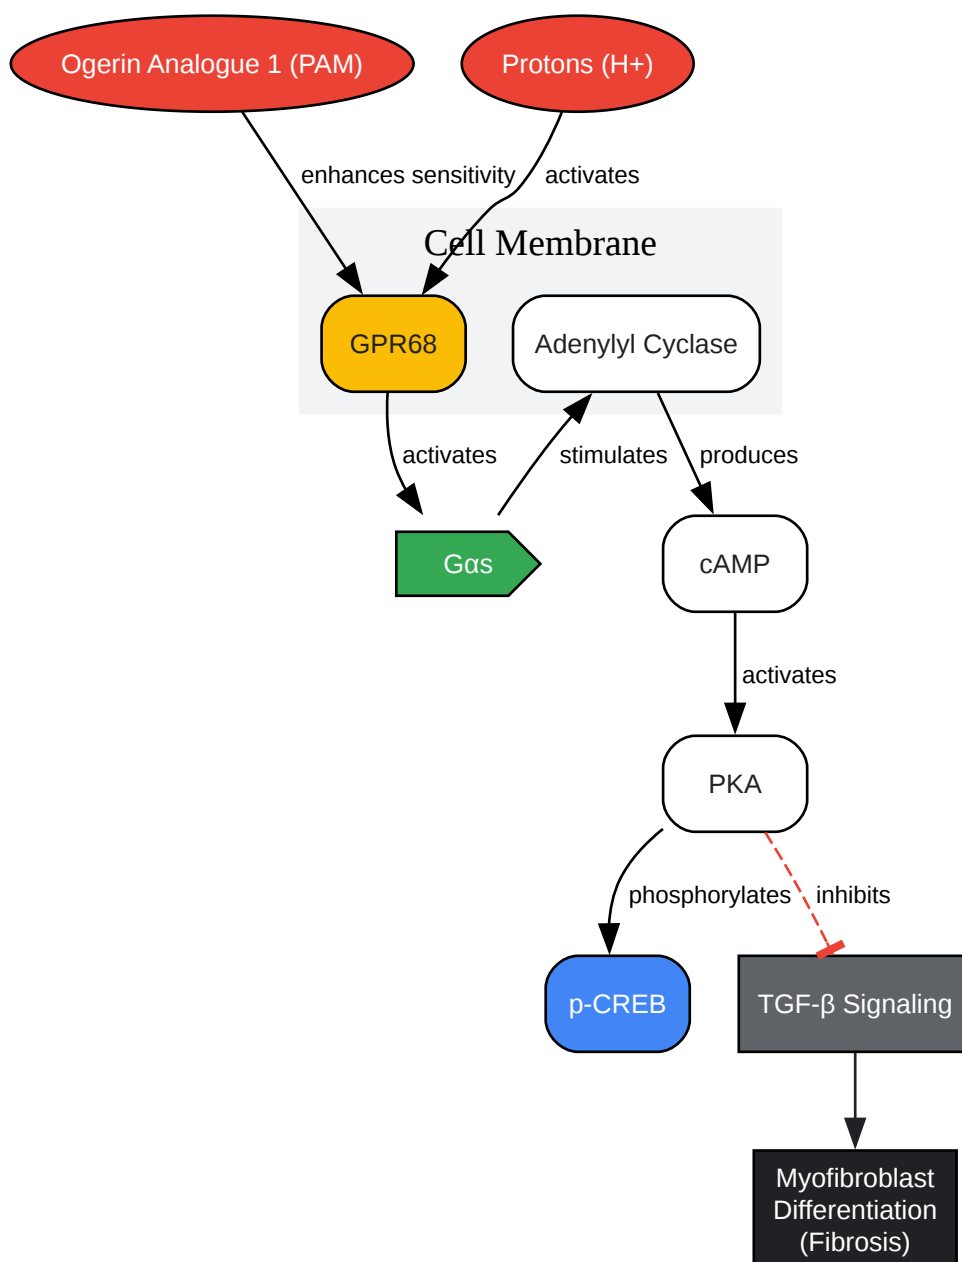 Ogerin Analogue 1 (PAM)
Protons (H+)
enhances sensitivity
activates
Cell Membrane
GPR68
Adenylyl Cyclase
activates
stimulates
produces
Gαs
cAMP
activates
PKA
phosphorylates
inhibits
p-CREB
TGF-β Signaling
Myofibroblast
Differentiation
(Fibrosis)